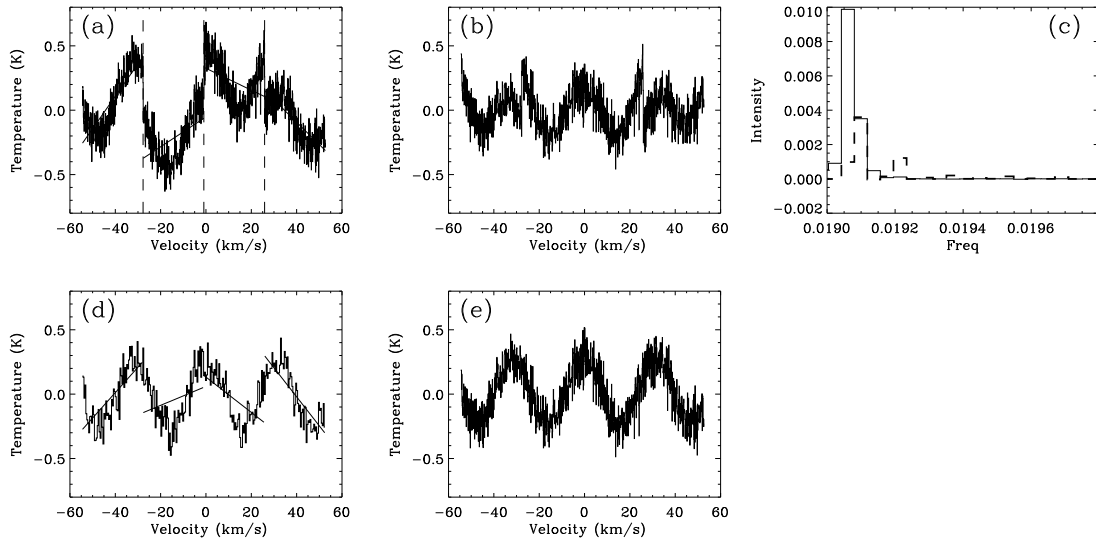 (a)
Temperature (K)
0.5
0.0
−0.5
−60 −40 −20 0 20 40 60
Velocity (km/s)
(b)
Temperature (K)
0.5
0.0
−0.5
−60 −40 −20 0 20 40 60
Velocity (km/s)
(c)
Intensity
0.010
0.008
0.006
0.004
0.002
0.000
−0.002
0.0190 0.0192 0.0194 0.0196
Freq
(d)
Temperature (K)
0.5
0.0
−0.5
−60 −40 −20 0 20 40 60
Velocity (km/s)
(e)
Temperature (K)
0.5
0.0
−0.5
−60 −40 −20 0 20 40 60
Velocity (km/s)